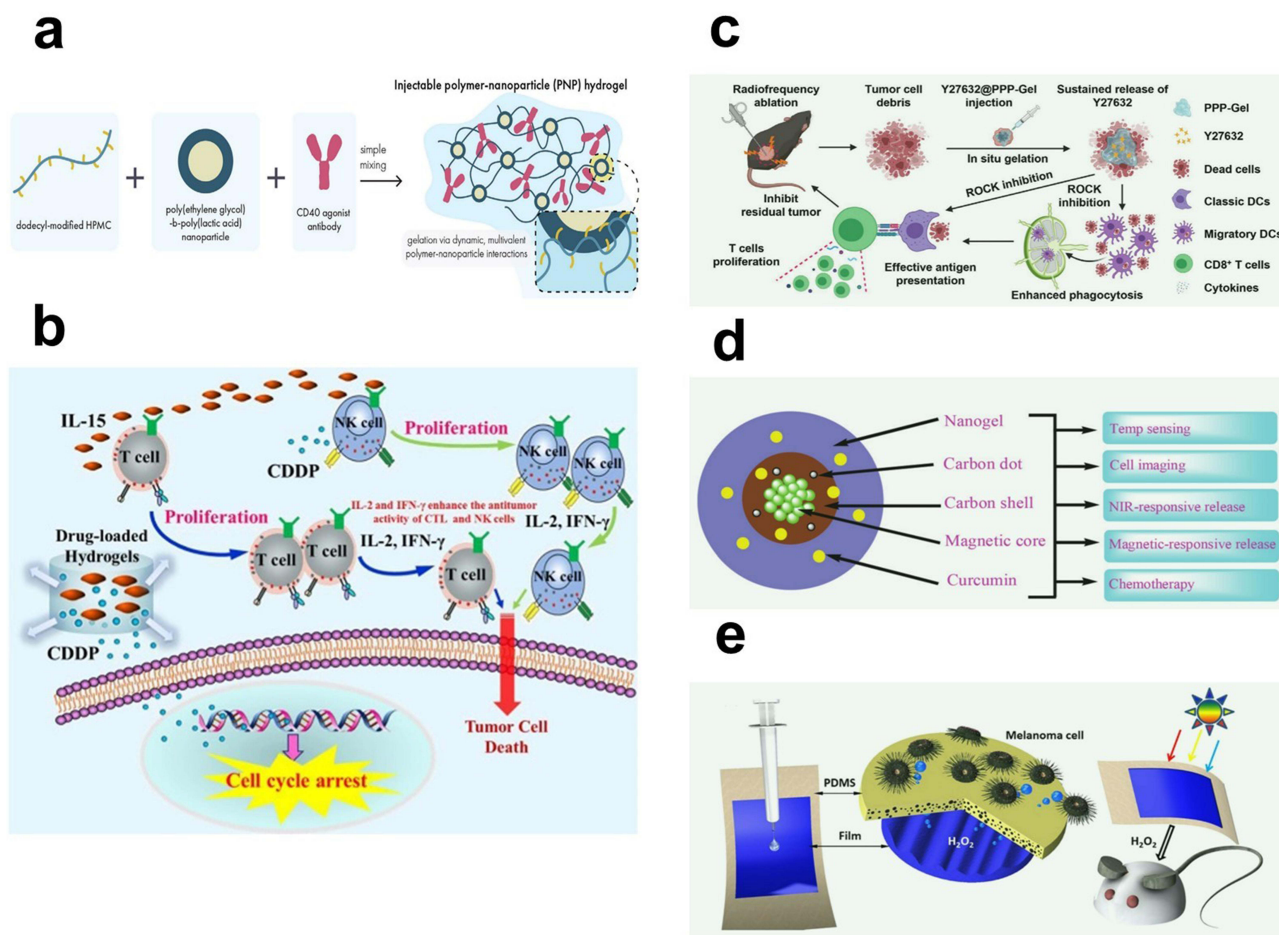 a
Injectable polymer-nanoparticle (PNP) hydrogel
dodecyl-modified HPMC
+
poly(ethylene glycol)
-b-poly(lactic acid)
nanoparticle
+
CD40 agonist
antibody
simple
mixing
gelation via dynamic, multivalent
polymer-nanoparticle interactions
b
IL-15
T cell
NK cell
CDDP
Proliferation
NK cell
NK cell
IL-2, IFN-γ
Proliferation
IL-2 and IFN-γ enhance the antitumor
activity of CTL and NK cells
IL-2, IFN-γ
T cell
T cell
T cell
NK cell
Drug-loaded
Hydrogels
CDDP
Tumor Cell
Death
Cell cycle arrest
c
Radiofrequency
ablation
Tumor cell
debris
Y27632@PPP-Gel
injection
In situ gelation
Sustained release of
Y27632
ROCK inhibition
ROCK
inhibition
Inhibit
residual tumor
T cells
proliferation
Effective antigen
presentation
Enhanced phagocytosis
PPP-Gel
Y27632
Dead cells
Classic DCs
Migratory DCs
CD8⁺ T cells
Cytokines
d
Nanogel
Carbon dot
Carbon shell
Magnetic core
Curcumin
Temp sensing
Cell imaging
NIR-responsive release
Magnetic-responsive release
Chemotherapy
e
PDMS
Film
Melanoma cell
H₂O₂
H₂O₂